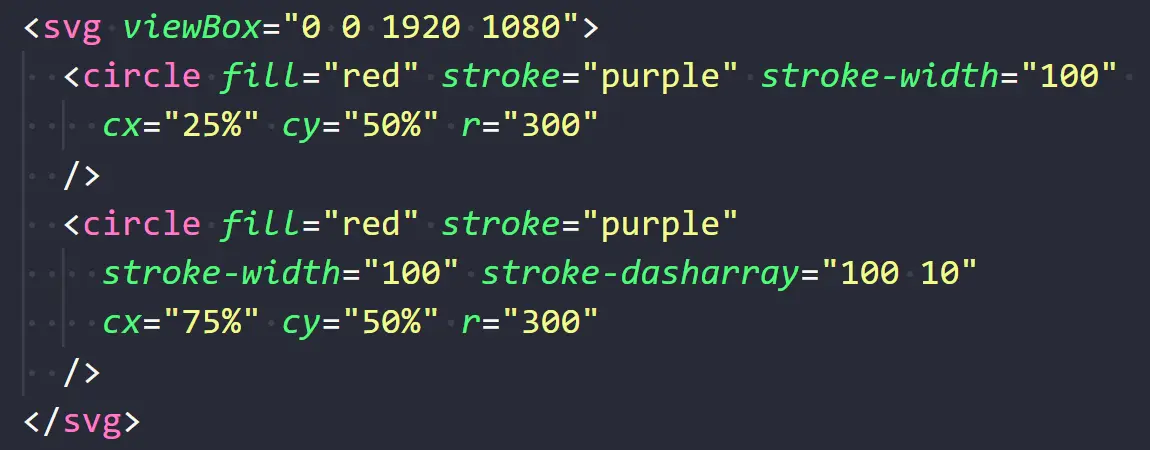 <svg viewBox="0 0 1920 1080">
<circle fill="red" stroke="purple" stroke-width="100"
cx="25%" cy="50%" r="300"
/>
<circle fill="red" stroke="purple"
stroke-width="100" stroke-dasharray="100 10"
cx="75%" cy="50%" r="300"
/>
</svg>